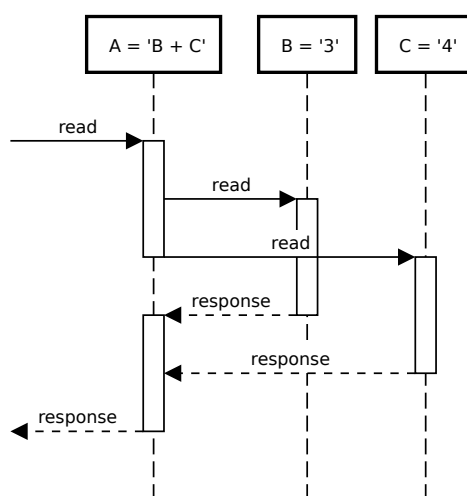 A = 'B + C'
B = '3'
C = '4'
read
read
read
response
response
response